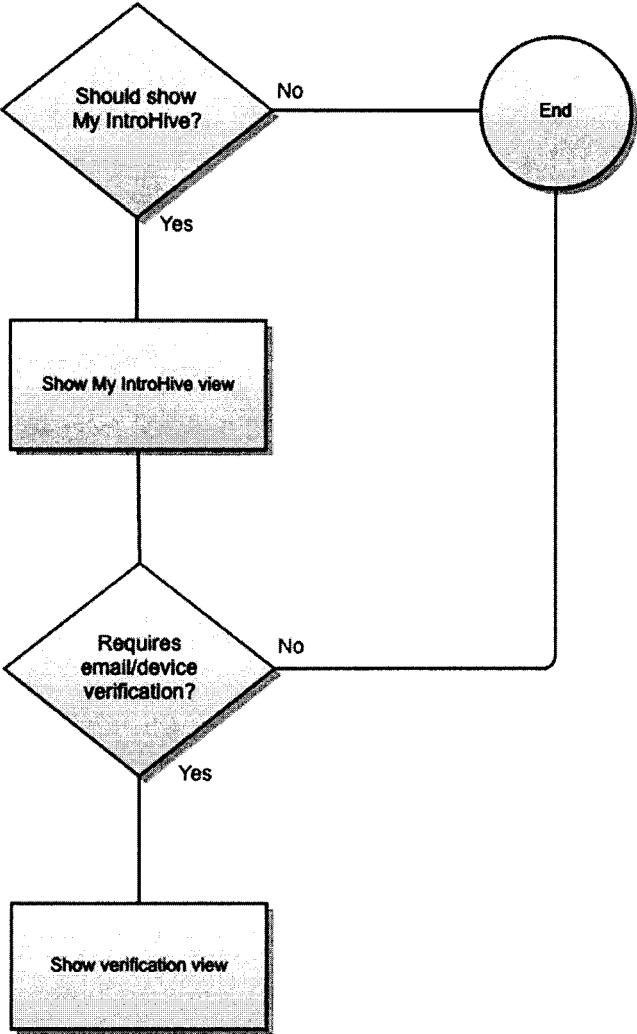 Should show
My IntroHive?
No
End
Yes
Show My IntroHive view
Requires
email/device
verification?
No
Yes
Show verification view